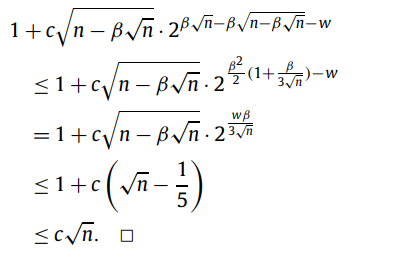 1 + c√(n − β√n) · 2^(β√n−β√(n−β√n)−w)
≤ 1 + c√(n − β√n) · 2^(β²/2 (1+β/(3√n))−w)
= 1 + c√(n − β√n) · 2^(wβ/(3√n))
≤ 1 + c(√n − 1/5)
≤ c√n. □